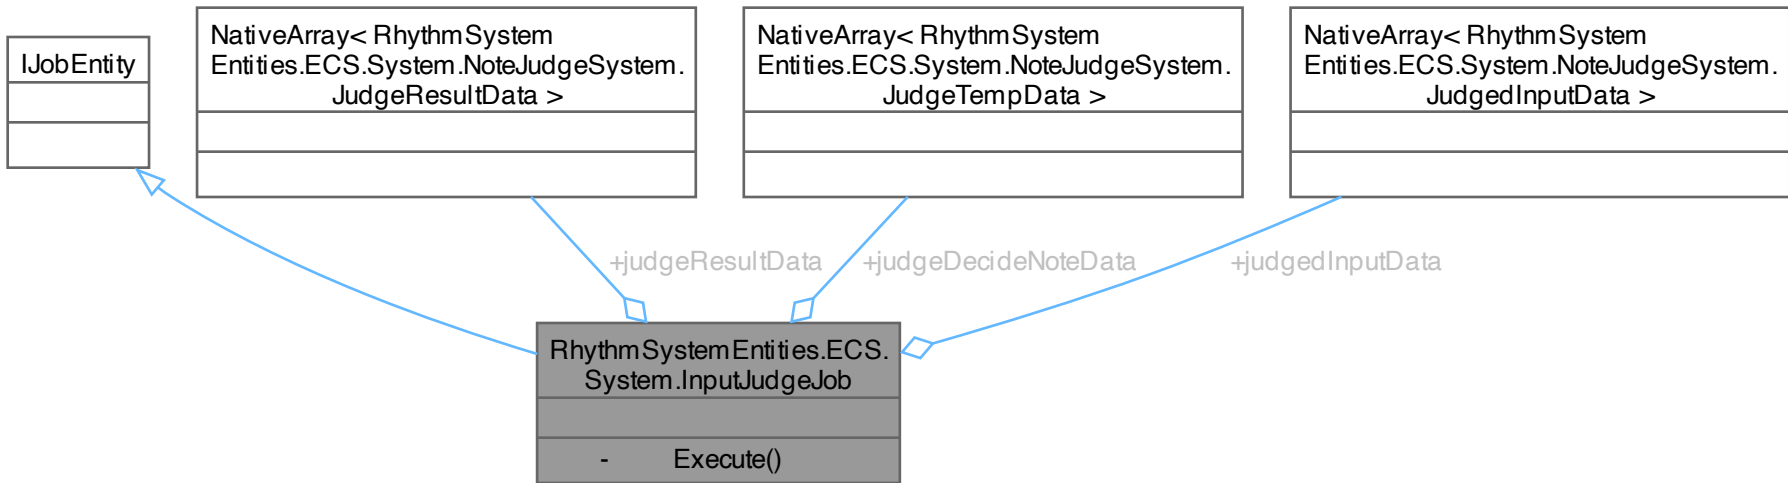 IJobEntity
NativeArray< RhythmSystem
Entities.ECS.System.NoteJudgeSystem.
JudgeResultData >
NativeArray< RhythmSystem
Entities.ECS.System.NoteJudgeSystem.
JudgeTempData >
NativeArray< RhythmSystem
Entities.ECS.System.NoteJudgeSystem.
JudgedInputData >
+judgeResultData
+judgeDecideNoteData
+judgedInputData
RhythmSystemEntities.ECS.
System.InputJudgeJob
- Execute()